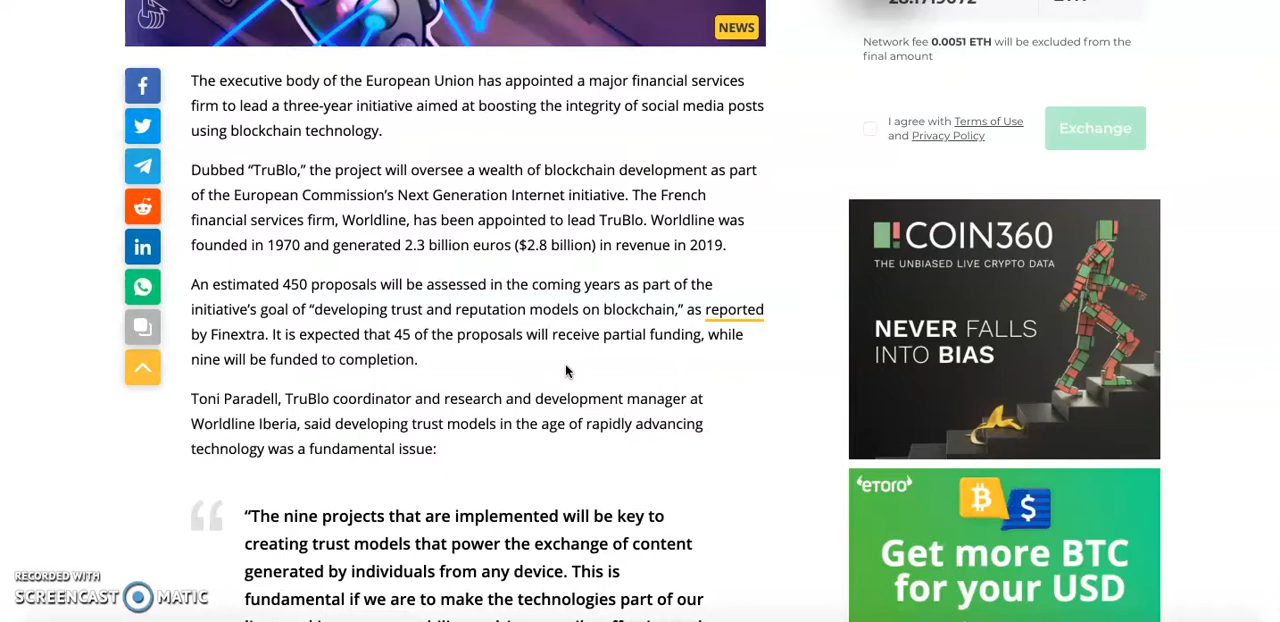 NEWS
The executive body of the European Union has appointed a major financial services
firm to lead a three-year initiative aimed at boosting the integrity of social media posts
using blockchain technology.
Dubbed “TruBlo,” the project will oversee a wealth of blockchain development as part
of the European Commission’s Next Generation Internet initiative. The French
financial services firm, Worldline, has been appointed to lead TruBlo. Worldline was
founded in 1970 and generated 2.3 billion euros ($2.8 billion) in revenue in 2019.
An estimated 450 proposals will be assessed in the coming years as part of the
initiative’s goal of “developing trust and reputation models on blockchain,” as reported
by Finextra. It is expected that 45 of the proposals will receive partial funding, while
nine will be funded to completion.
Toni Paradell, TruBlo coordinator and research and development manager at
Worldline Iberia, said developing trust models in the age of rapidly advancing
technology was a fundamental issue:
“The nine projects that are implemented will be key to
creating trust models that power the exchange of content
generated by individuals from any device. This is
fundamental if we are to make the technologies part of our
Network fee 0.0051 ETH will be excluded from the
final amount
I agree with Terms of Use
and Privacy Policy
Exchange
COIN360
THE UNBIASED LIVE CRYPTO DATA
NEVER FALLS
INTO BIAS
eToro
Get more BTC
for your USD
RECORDED WITH
SCREENCAST MATIC